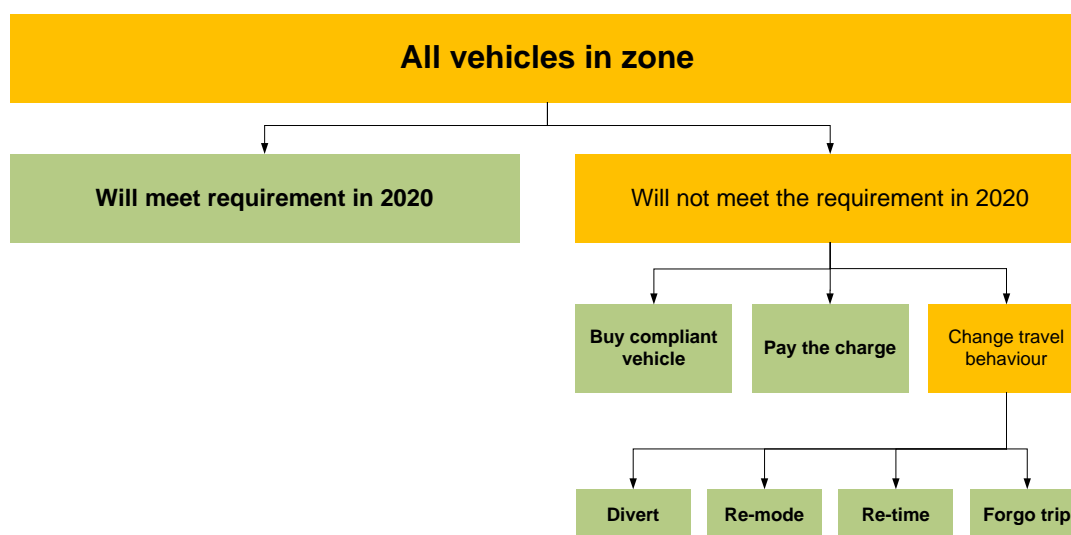 All vehicles in zone
Will meet requirement in 2020
Will not meet the requirement in 2020
Buy compliant
vehicle
Pay the charge
Change travel
behaviour
Divert
Re-mode
Re-time
Forgo trip